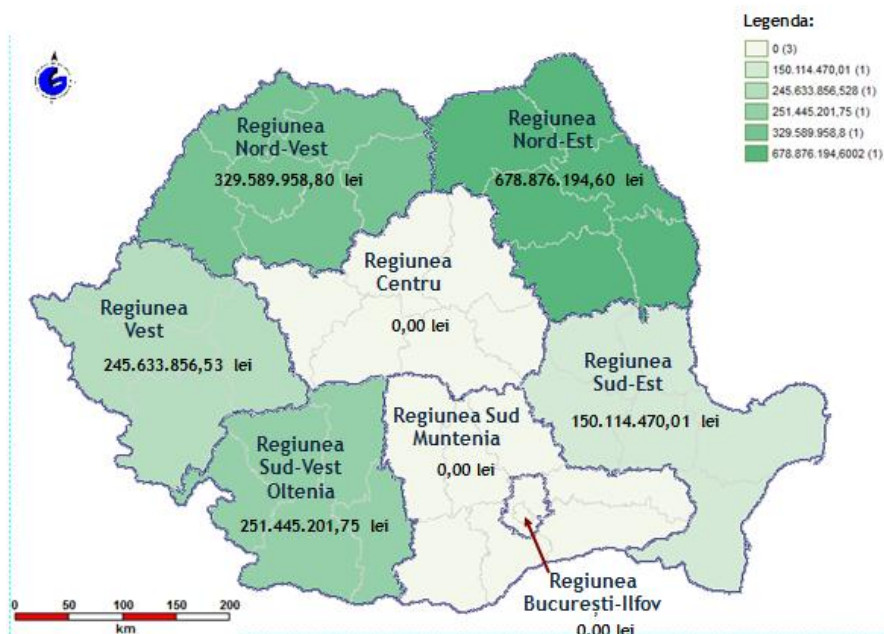 Legenda:
0 (3)
150.114.470,01 (1)
245.633.856,528 (1)
251.445.201,75 (1)
329.589.958,8 (1)
678.876.194,6002 (1)
Regiunea
Nord-Vest
329.589.958,80 lei
Regiunea
Nord-Est
678.876.194,60 lei
Regiunea
Centru
0,00 lei
Regiunea
Vest
245.633.856,53 lei
Regiunea
Sud-Est
150.114.470,01 lei
Regiunea Sud
Muntenia
0,00 lei
Regiunea
Sud-Vest
Oltenia
251.445.201,75 lei
Regiunea
București-Ilfov
0,00 lei
0 50 100 150 200
km